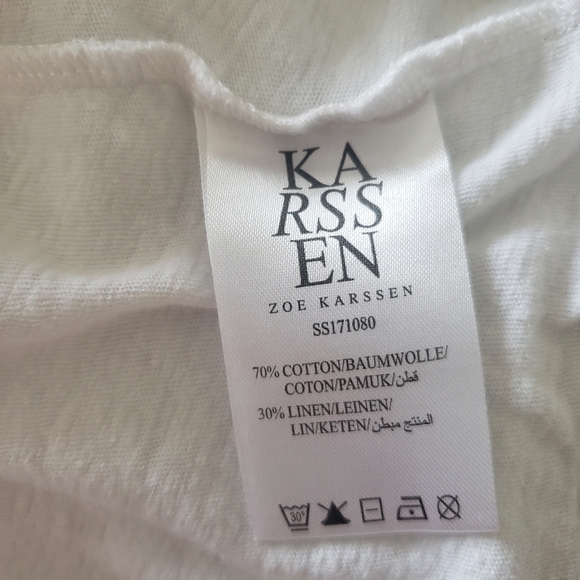 KA
RSS
EN
ZOE KARSSEN
SS171080
70% COTTON/BAUMWOLLE/
COTON/PAMUK/قطن
30% LINEN/LEINEN/
LIN/KETEN/المنتج مبطن
30°